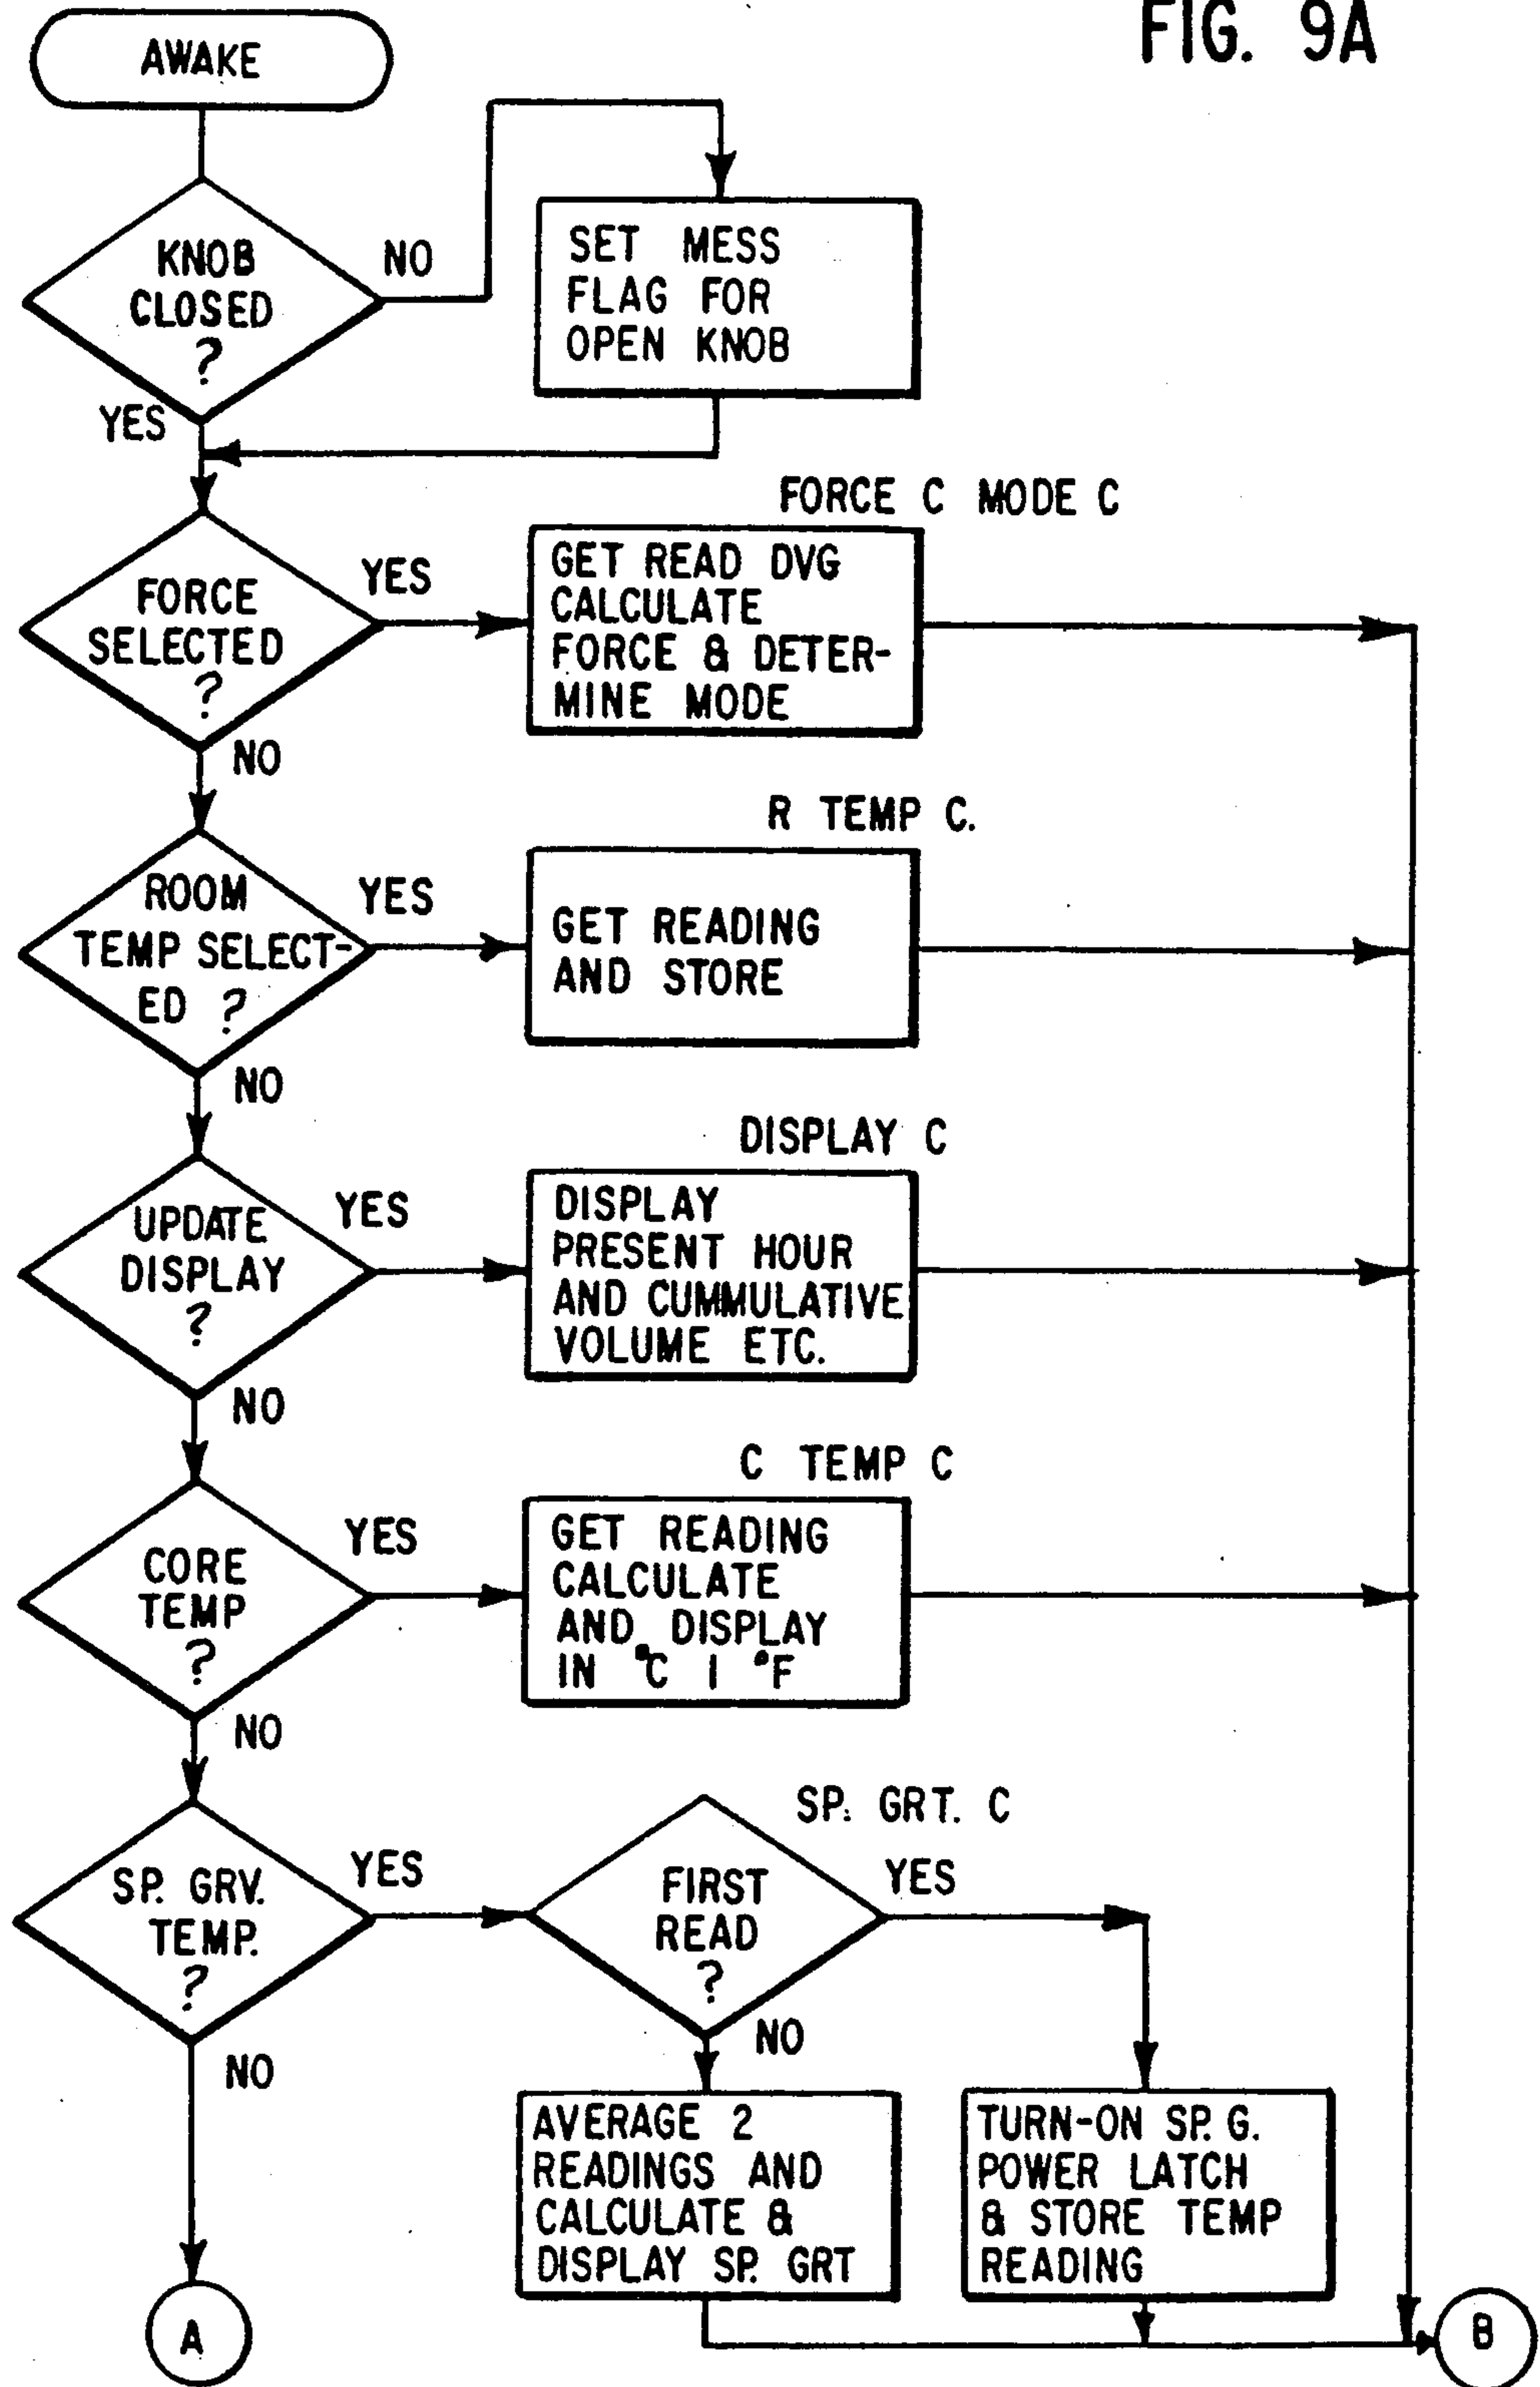 FIG. 9A
AWAKE
KNOB
CLOSED
?
NO
YES
SET MESS
FLAG FOR
OPEN KNOB
FORCE C MODE C
FORCE
SELECTED
?
YES
NO
GET READ DVG
CALCULATE
FORCE & DETER-
MINE MODE
R TEMP C.
ROOM
TEMP SELECT-
ED ?
YES
NO
GET READING
AND STORE
DISPLAY C
UPDATE
DISPLAY
?
YES
NO
DISPLAY
PRESENT HOUR
AND CUMMULATIVE
VOLUME ETC.
C TEMP C
CORE
TEMP
?
YES
NO
GET READING
CALCULATE
AND DISPLAY
IN °C I °F
SP. GRT. C
SP. GRV.
TEMP.
?
YES
NO
FIRST
READ
?
YES
NO
AVERAGE 2
READINGS AND
CALCULATE &
DISPLAY SP. GRT
TURN-ON SP. G.
POWER LATCH
& STORE TEMP
READING
A
B